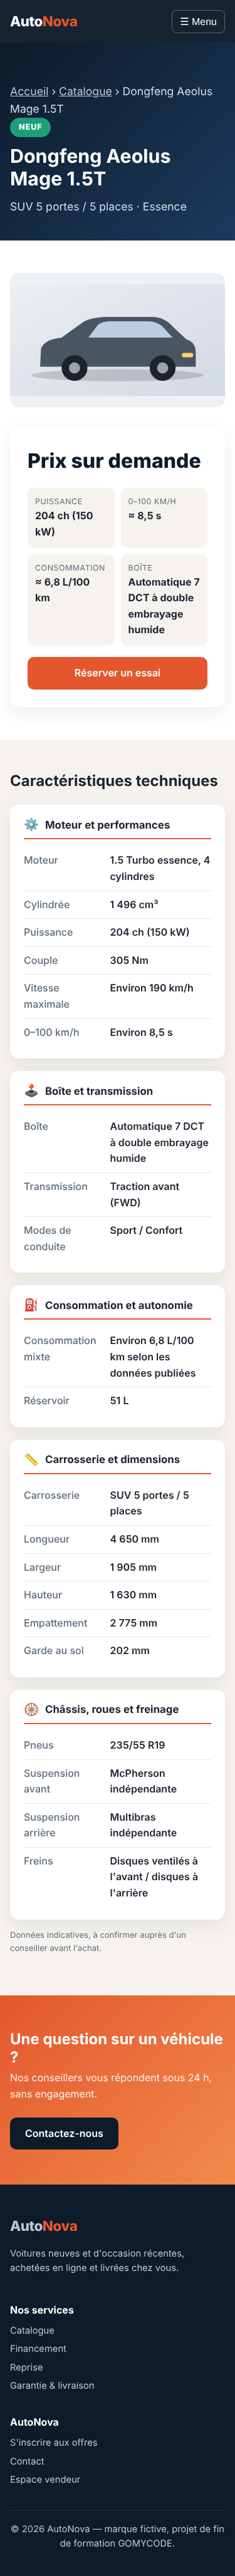 AutoNova
☰ Menu
Accueil › Catalogue › Dongfeng Aeolus
Mage 1.5T
NEUF
Dongfeng Aeolus
Mage 1.5T
SUV 5 portes / 5 places · Essence
Prix sur demande
PUISSANCE
204 ch (150
kW)
0–100 KM/H
≈ 8,5 s
CONSOMMATION
≈ 6,8 L/100
km
BOÎTE
Automatique 7
DCT à double
embrayage
humide
Réserver un essai
Caractéristiques techniques
Moteur et performances
Moteur
1.5 Turbo essence, 4
cylindres
Cylindrée
1 496 cm³
Puissance
204 ch (150 kW)
Couple
305 Nm
Vitesse
maximale
Environ 190 km/h
0–100 km/h
Environ 8,5 s
Boîte et transmission
Boîte
Automatique 7 DCT
à double embrayage
humide
Transmission
Traction avant
(FWD)
Modes de
conduite
Sport / Confort
Consommation et autonomie
Consommation
mixte
Environ 6,8 L/100
km selon les
données publiées
Réservoir
51 L
Carrosserie et dimensions
Carrosserie
SUV 5 portes / 5
places
Longueur
4 650 mm
Largeur
1 905 mm
Hauteur
1 630 mm
Empattement
2 775 mm
Garde au sol
202 mm
Châssis, roues et freinage
Pneus
235/55 R19
Suspension
avant
McPherson
indépendante
Suspension
arrière
Multibras
indépendante
Freins
Disques ventilés à
l'avant / disques à
l'arrière
Données indicatives, à confirmer auprès d'un
conseiller avant l'achat.
Une question sur un véhicule
?
Nos conseillers vous répondent sous 24 h,
sans engagement.
Contactez-nous
AutoNova
Voitures neuves et d'occasion récentes,
achetées en ligne et livrées chez vous.
Nos services
Catalogue
Financement
Reprise
Garantie & livraison
AutoNova
S'inscrire aux offres
Contact
Espace vendeur
© 2026 AutoNova — marque fictive, projet de fin
de formation GOMYCODE.